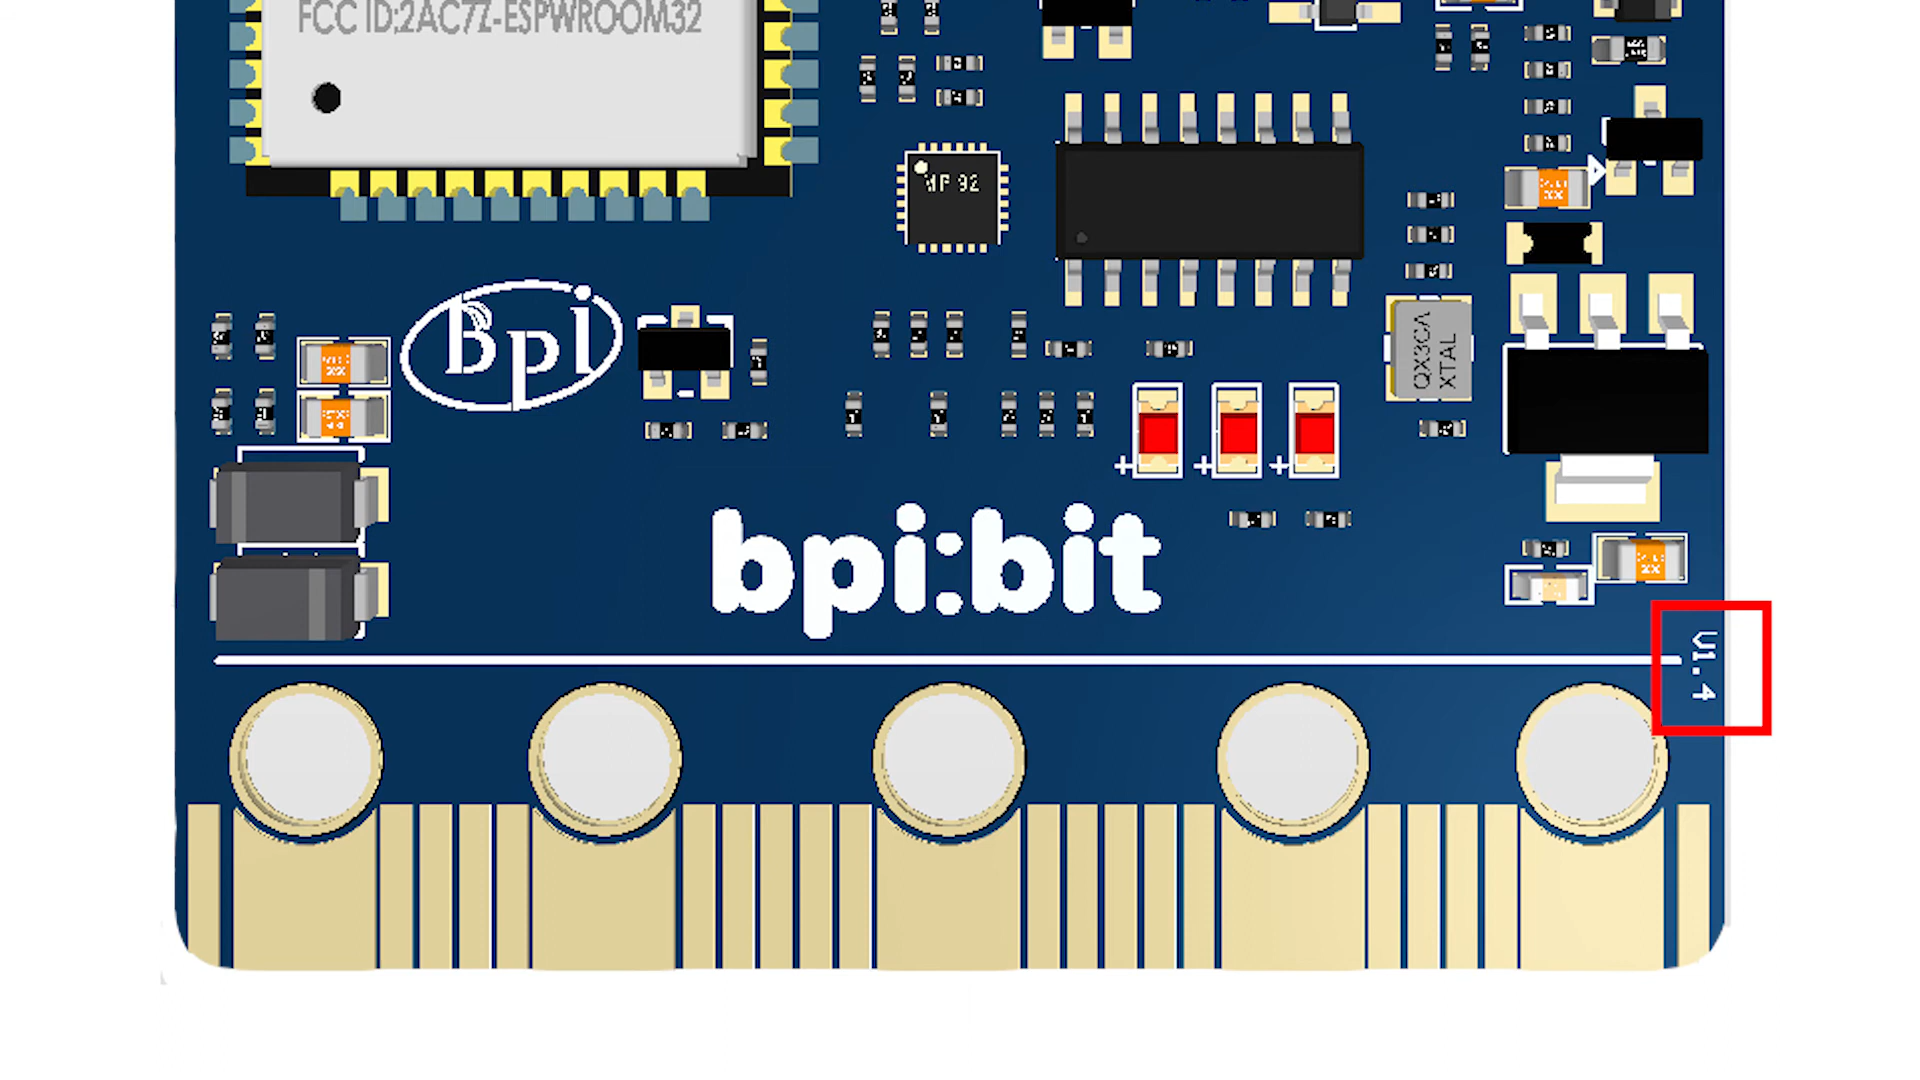 FCC ID:2AC7Z-ESPWROOM32
MP 92
Bpi
QX3CA
XTAL
+ + +
bpi:bit
V1.4